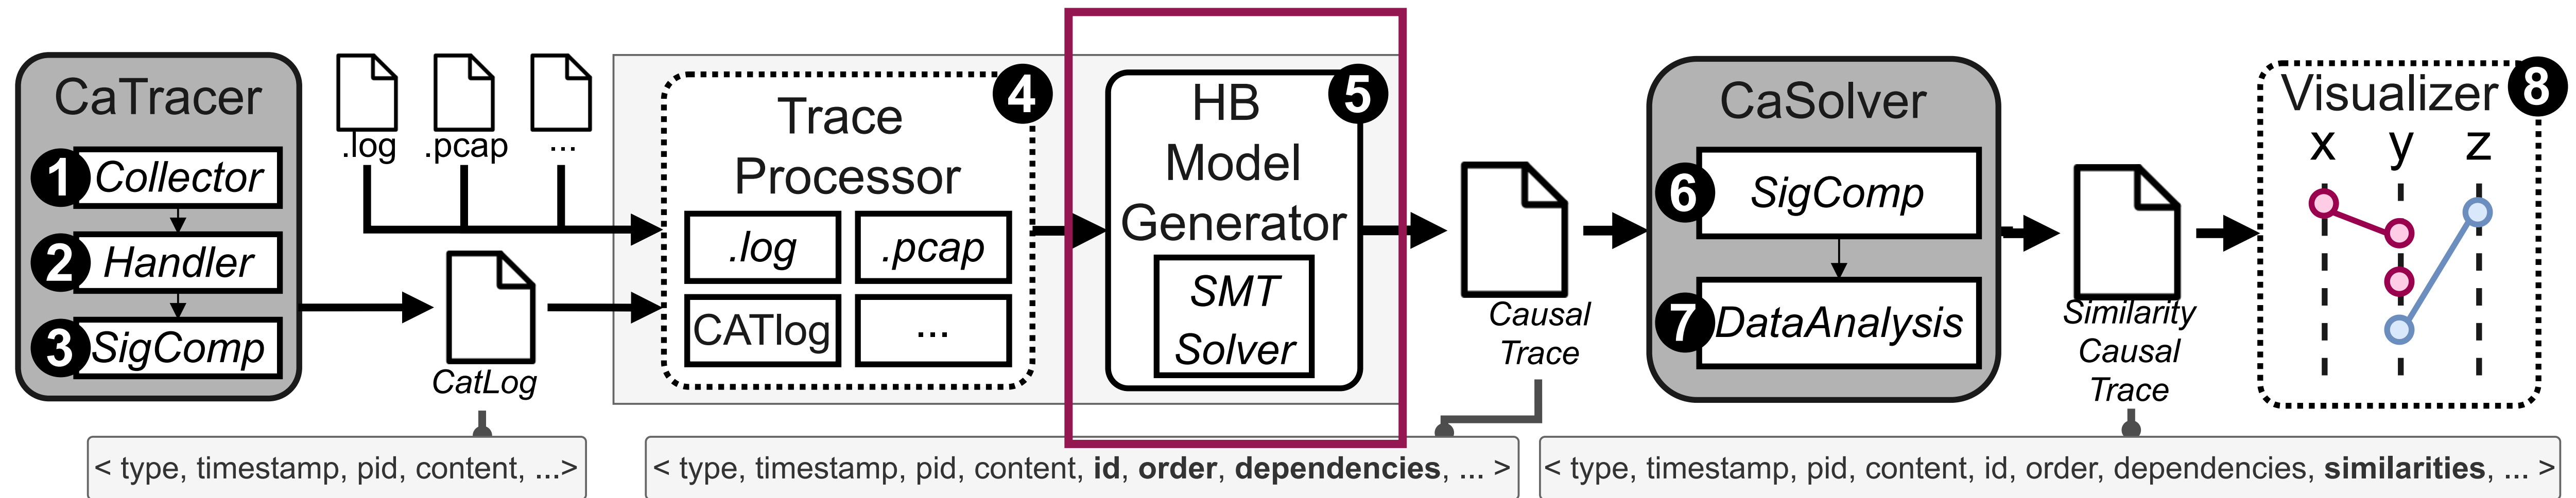 CaTracer
1 Collector
2 Handler
3 SigComp
.log
.pcap
...
CatLog
< type, timestamp, pid, content, ...>
4
Trace
Processor
.log
.pcap
CATlog
...
5
HB
Model
Generator
SMT
Solver
Causal
Trace
< type, timestamp, pid, content, id, order, dependencies, ... >
CaSolver
6 SigComp
7 DataAnalysis
Similarity
Causal
Trace
< type, timestamp, pid, content, id, order, dependencies, similarities, ... >
Visualizer 8
x y z